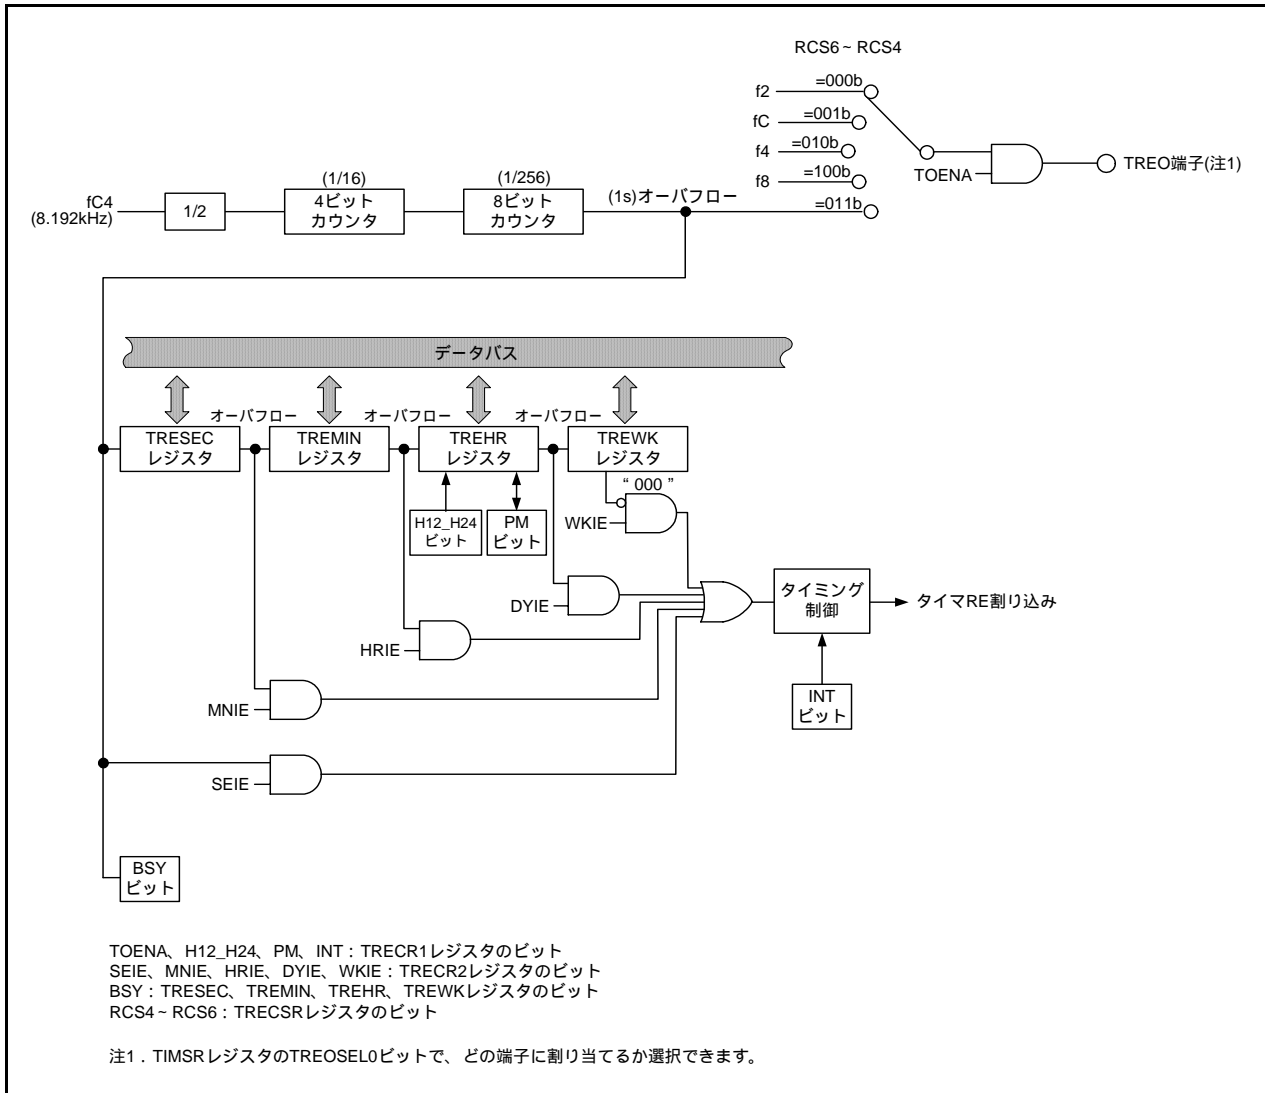 RCS6～RCS4
f2 =000b
fC =001b
f4 =010b
f8 =100b
=011b
TOENA
TREO端子(注1)
fC4
(8.192kHz)
1/2
(1/16)
4ビット
カウンタ
(1/256)
8ビット
カウンタ
(1s)オーバフロー
データバス
オーバフロー
オーバフロー
オーバフロー
TRESEC
レジスタ
TREMIN
レジスタ
TREHR
レジスタ
TREWK
レジスタ
“000”
H12_H24
ビット
PM
ビット
WKIE
DYIE
HRIE
MNIE
SEIE
タイミング
制御
タイマRE割り込み
INT
ビット
BSY
ビット
TOENA、H12_H24、PM、INT：TRECR1レジスタのビット
SEIE、MNIE、HRIE、DYIE、WKIE：TRECR2レジスタのビット
BSY：TRESEC、TREMIN、TREHR、TREWKレジスタのビット
RCS4～RCS6：TRECSRレジスタのビット
注1．TIMSRレジスタのTREOSEL0ビットで、どの端子に割り当てるか選択できます。